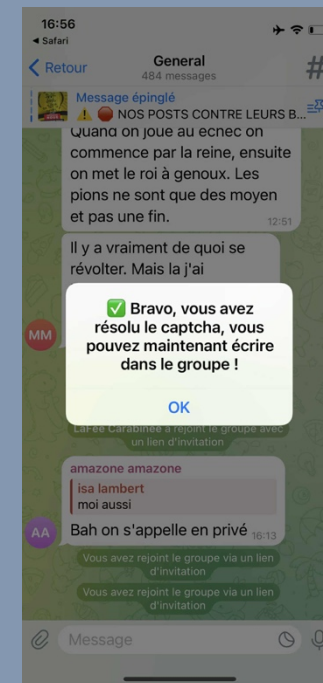 16:56
Safari
Retour
General
484 messages
#
Message épinglé
⚠️ 🛑 NOS POSTS CONTRE LEURS B...
Quand on joue au echec on
commence par la reine, ensuite
on met le roi à genoux. Les
pions ne sont que des moyen
et pas une fin.
12:51
Il y a vraiment de quoi se
révolter. Mais la j'ai
MM
✅ Bravo, vous avez
résolu le captcha, vous
pouvez maintenant écrire
dans le groupe !
OK
LaFée Carabinée a rejoint le groupe avec
un lien d'invitation
amazone amazone
isa lambert
moi aussi
AA
Bah on s'appelle en privé 16:13
Vous avez rejoint le groupe via un lien
d'invitation
Vous avez rejoint le groupe via un lien
d'invitation
Message